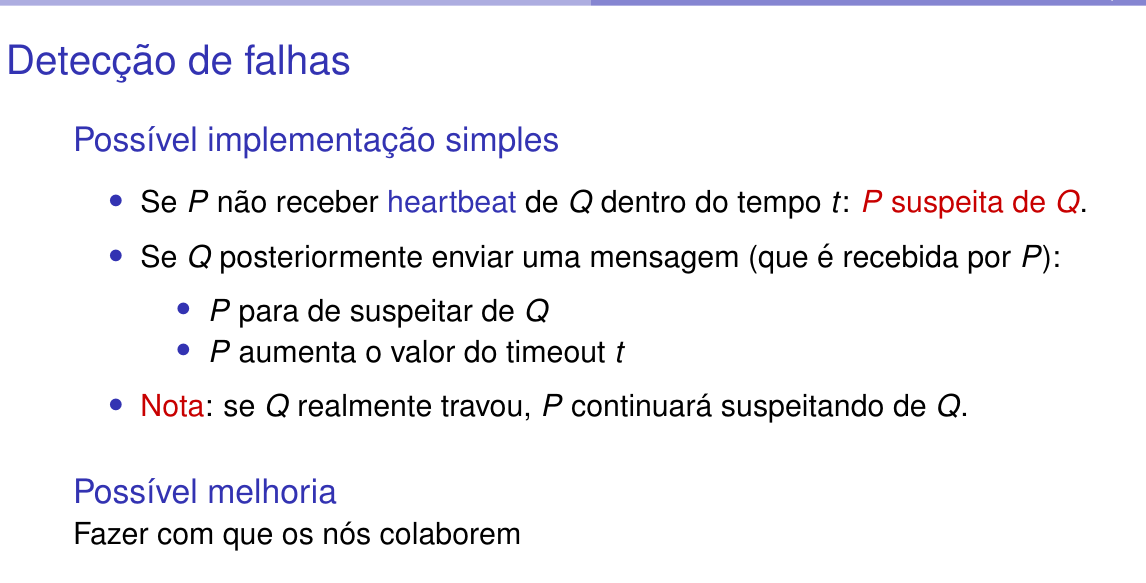 Detecção de falhas
Possível implementação simples
• Se P não receber heartbeat de Q dentro do tempo t: P suspeita de Q.
• Se Q posteriormente enviar uma mensagem (que é recebida por P):
• P para de suspeitar de Q
• P aumenta o valor do timeout t
• Nota: se Q realmente travou, P continuará suspeitando de Q.
Possível melhoria
Fazer com que os nós colaborem